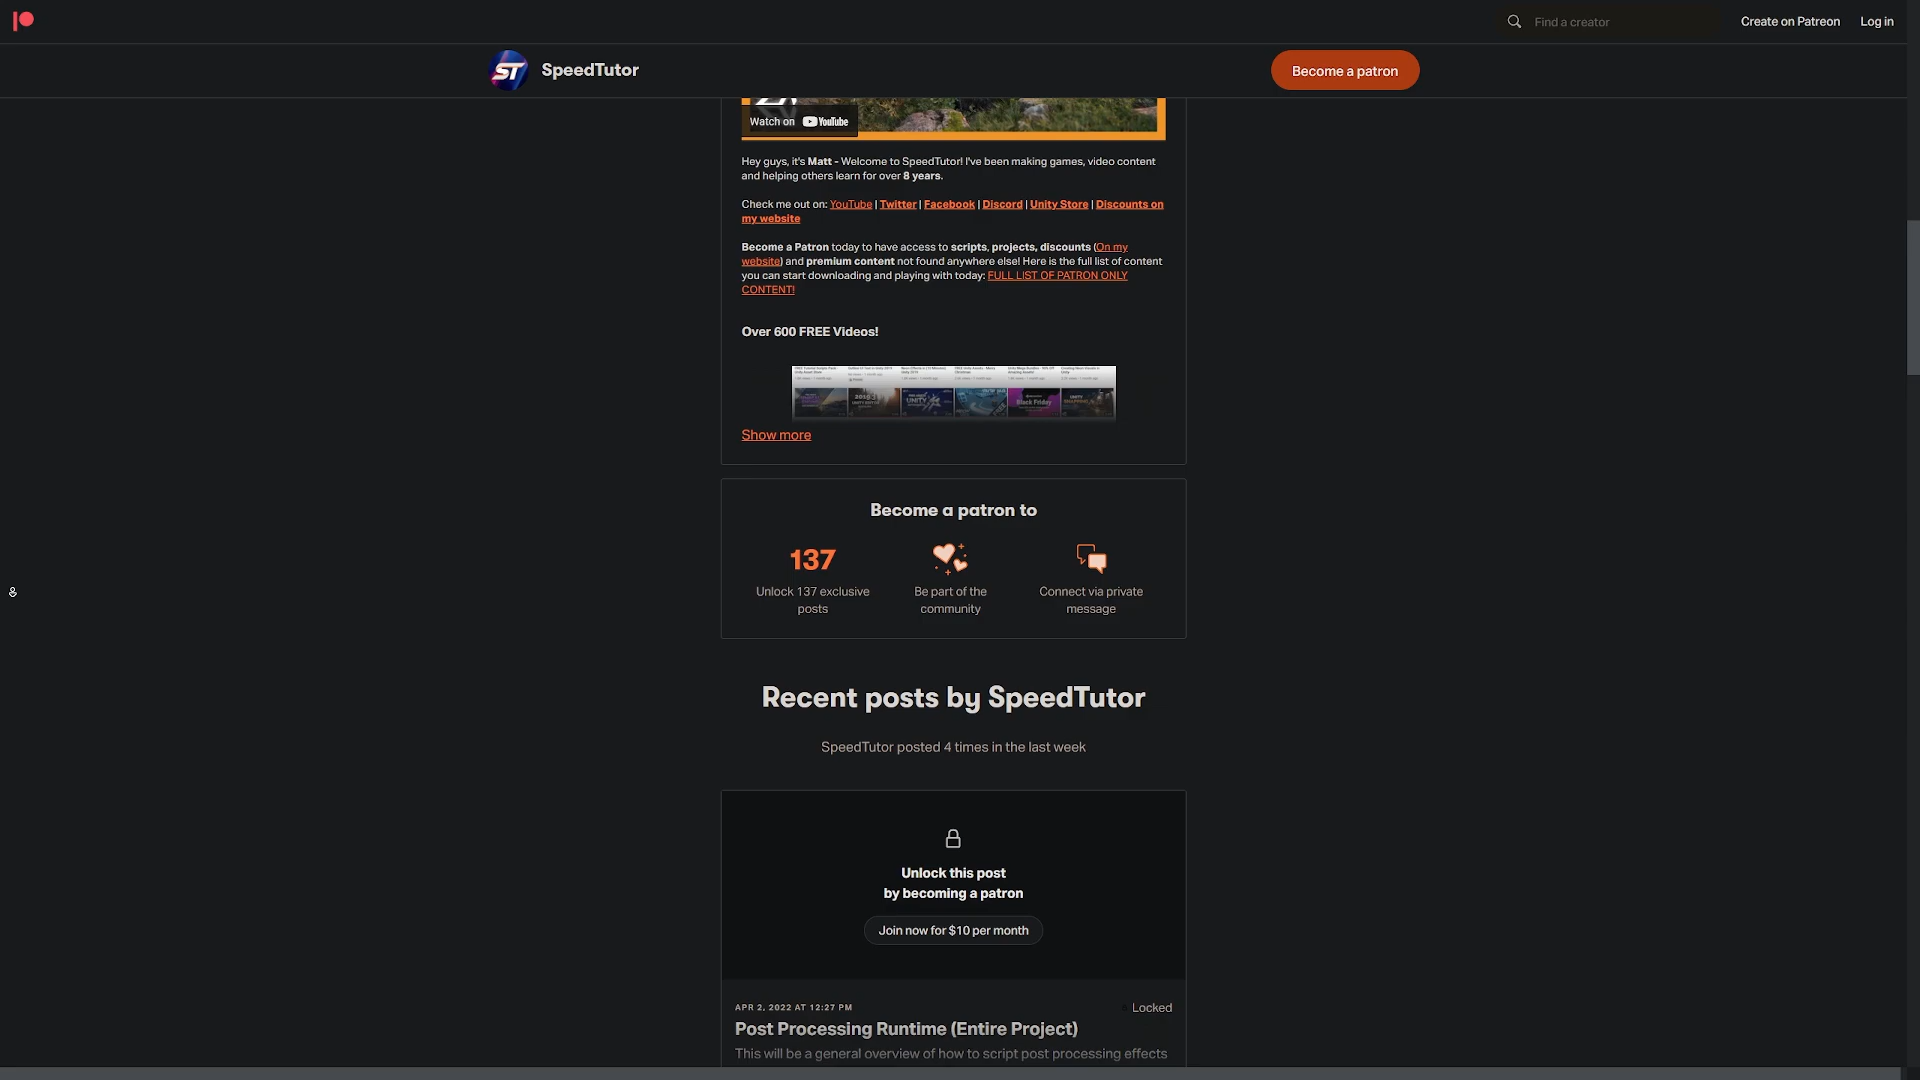 Find a creator
Create on Patreon
Log in
ST
SpeedTutor
Become a patron
Watch on YouTube
Hey guys, it's Matt - Welcome to SpeedTutor! I've been making games, video content
and helping others learn for over 8 years.
Check me out on: YouTube | Twitter | Facebook | Discord | Unity Store | Discounts on
my website
Become a Patron today to have access to scripts, projects, discounts (On my
website) and premium content not found anywhere else! Here is the full list of content
you can start downloading and playing with today: FULL LIST OF PATRON ONLY
CONTENT!
Over 600 FREE Videos!
Black Friday
Show more
Become a patron to
137
Unlock 137 exclusive
posts
Be part of the
community
Connect via private
message
Recent posts by SpeedTutor
SpeedTutor posted 4 times in the last week
Unlock this post
by becoming a patron
Join now for $10 per month
APR 2, 2022 AT 12:27 PM
Locked
Post Processing Runtime (Entire Project)
This will be a general overview of how to script post processing effects